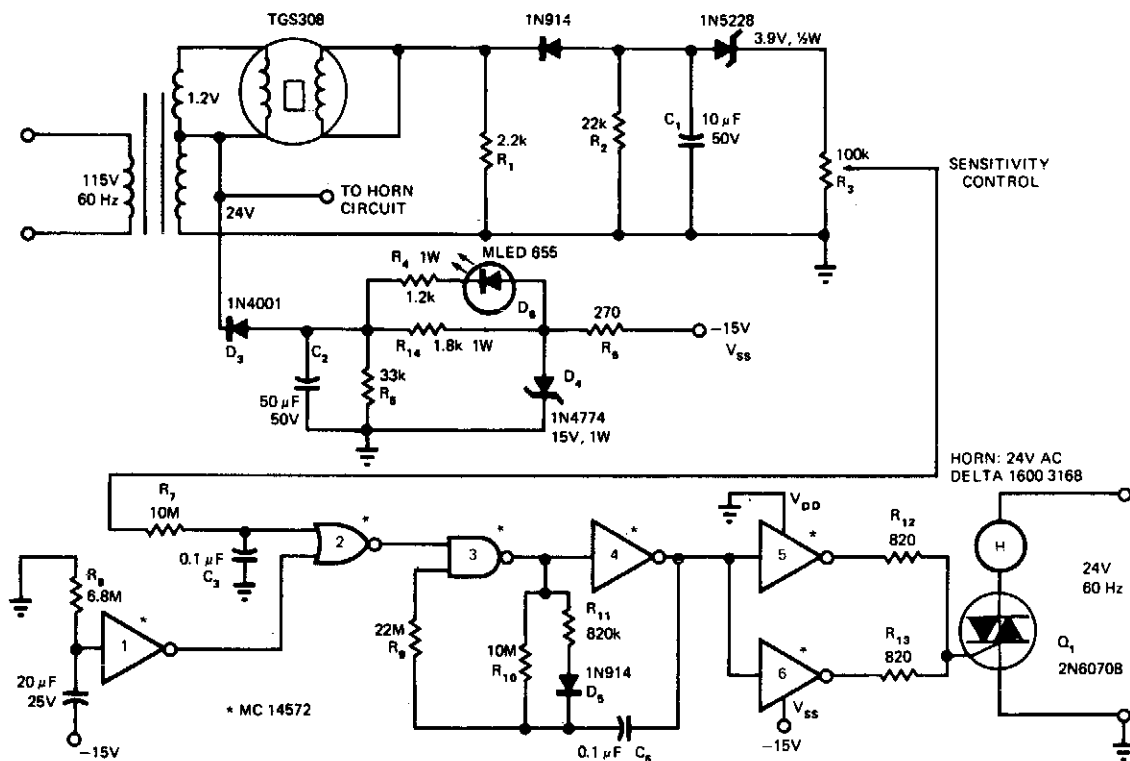 TGS308
1N914
1N5228
3.9V, ½W
1.2V
2.2k
R1
22k
R2
C1
10 µF
50V
100k
R3
SENSITIVITY
CONTROL
115V
60 Hz
24V
TO HORN
CIRCUIT
MLED 655
R4 1W
1.2k
D6
1N4001
D3
C2
50 µF
50V
33k
R5
R14
1.8k 1W
270
R6
−15V
VSS
D4
1N4774
15V, 1W
HORN: 24V AC
DELTA 1600 3168
R7
10M
0.1 µF
C3
2
*
3
*
4
*
VDD
5
*
R12
820
H
24V
60 Hz
R8
6.8M
1
*
20 µF
25V
−15V
* MC 14572
22M
R9
10M
R10
R11
820k
1N914
D5
0.1 µF C5
6
*
VSS
−15V
R13
820
Q1
2N6070B